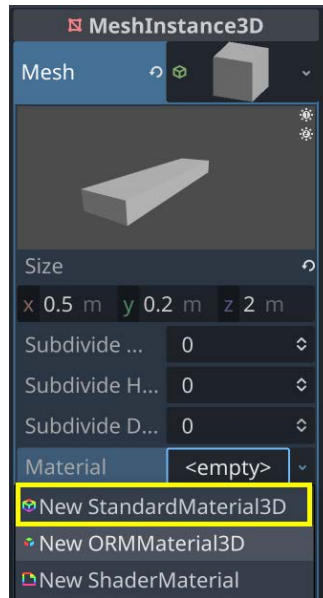 MeshInstance3D
Mesh
Size
x 0.5 m y 0.2 m z 2 m
Subdivide ... 0
Subdivide H... 0
Subdivide D... 0
Material <empty>
New StandardMaterial3D
New ORMMaterial3D
New ShaderMaterial